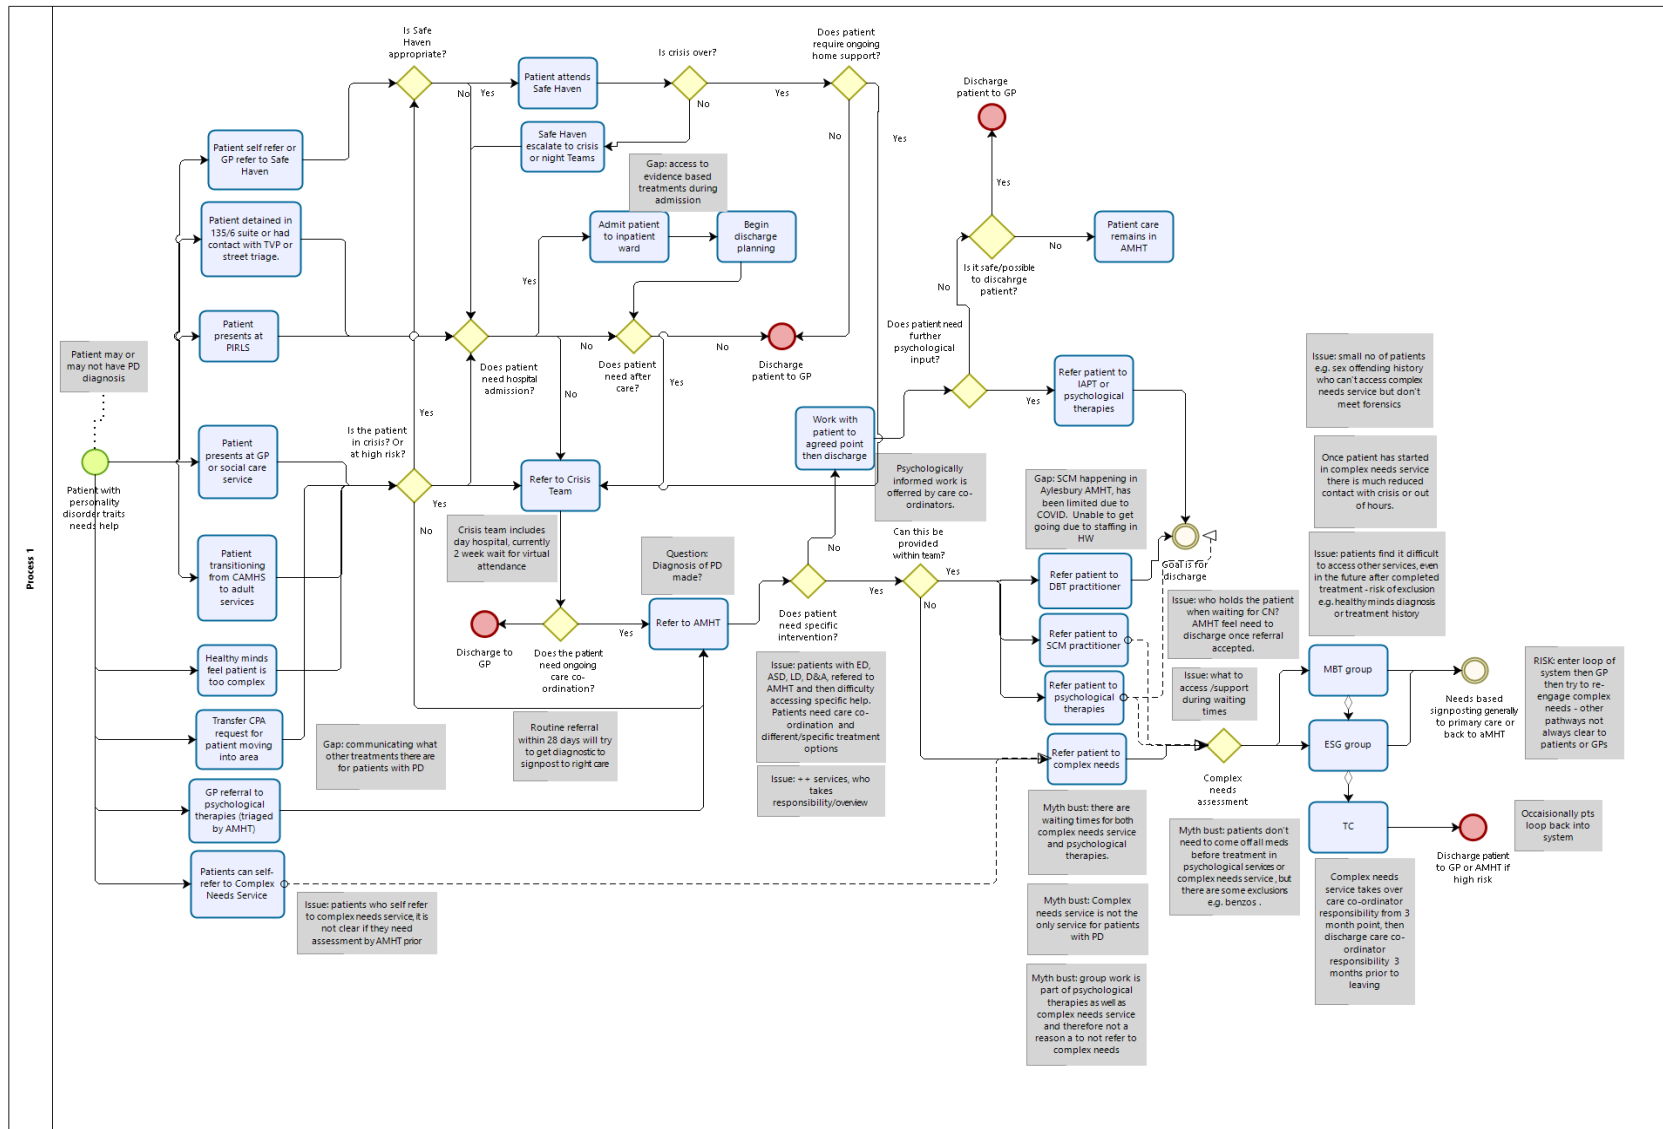 Process 1
Patient may or
may not have PD
diagnosis
Patient with
personality
disorder traits
needs help
Patient self refer or
GP refer to Safe
Haven
Patient detained in
135/6 suite or had
contact with TVP or
street triage.
Patient
presents at
PIRLS
Patient
presents at GP
or social care
service
Patient
transitioning
from CAMHS
to adult
services
Healthy minds
feel patient is
too complex
Transfer CPA
request for
patient moving
into area
GP referral to
psychological
therapies (triaged
by AMHT)
Patients can self-
refer to Complex
Needs Service
Issue: patients who self refer
to complex needs service, it is
not clear if they need
assessment by AMHT prior
Gap: communicating what
other treatments there are
for patients with PD
Is Safe
Haven
appropriate?
No
Yes
Is the patient
in crisis? Or
at high risk?
Yes
Yes
No
Patient attends
Safe Haven
Is crisis over?
No
Yes
Safe Haven
escalate to crisis
or night Teams
Does patient
require ongoing
home support?
No
Yes
Gap: access to
evidence based
treatments during
admission
Admit patient
to inpatient
ward
Begin
discharge
planning
Yes
Does patient
need hospital
admission?
No
No
Does patient
need after
care?
No
Yes
Discharge
patient to GP
Refer to Crisis
Team
Crisis team includes
day hospital, currently
2 week wait for virtual
attendance
Discharge to
GP
Does the patient
need ongoing
care co-
ordination?
Yes
Routine referral
within 28 days will try
to get diagnostic to
signpost to right care
Question:
Diagnosis of PD
made?
Refer to AMHT
Does patient
need specific
intervention?
No
Yes
Issue: patients with ED,
ASD, LD, D&A, refered to
AMHT and then difficulty
accessing specific help.
Patients need care co-
ordination and
different/specific treatment
options
Issue: ++ services, who
takes
responsibility/overview
Work with
patient to
agreed point
then discharge
Psychologically
informed work is
offerred by care co-
ordinators.
Does patient need
further
psychological
input?
No
Yes
Discharge
patient to GP
Yes
Is it safe/possible
to discahrge
patient?
No
Patient care
remains in
AMHT
Refer patient to
IAPT or
psychological
therapies
Can this be
provided
within team?
Yes
No
Gap: SCM happening in
Aylesbury AMHT, has
been limited due to
COVID. Unable to get
going due to staffing in
HW
Refer patient to
DBT practitioner
Refer patient to
SCM practitioner
Refer patient to
psychological
therapies
Refer patient to
complex needs
Goal is for
discharge
Issue: who holds the patient
when waiting for CN?
AMHT feel need to
discharge once referral
accepted.
Issue: what to
access /support
during waiting
times
Complex
needs
assessment
Myth bust: there are
waiting times for both
complex needs service
and psychological
therapies.
Myth bust: Complex
needs service is not the
only service for patients
with PD
Myth bust: group work is
part of psychological
therapies as well as
complex needs service
and therefore not a
reason a to not refer to
complex needs
Myth bust: patients don't
need to come off all meds
before treatment in
psychological services or
complex needs service, but
there are some exclusions
e.g. benzos .
Issue: small no of patients
e.g. sex offending history
who can't access complex
needs service but don't
meet forensics
Once patient has started
in complex needs service
there is much reduced
contact with crisis or out
of hours.
Issue: patients find it difficult
to access other services, even
in the future after completed
treatment - risk of exclusion
e.g. healthy minds diagnosis
or treatment history
MBT group
ESG group
TC
Needs based
signposting generally
to primary care or
back to aMHT
RISK: enter loop of
system then GP
then try to re-
engage complex
needs - other
pathways not
always clear to
patients or GPs
Discharge patient
to GP or AMHT if
high risk
Occaisionally pts
loop back into
system
Complex needs
service takes over
care co-ordinator
responsibility from 3
month point, then
discharge care co-
ordinator
responsibility 3
months prior to
leaving